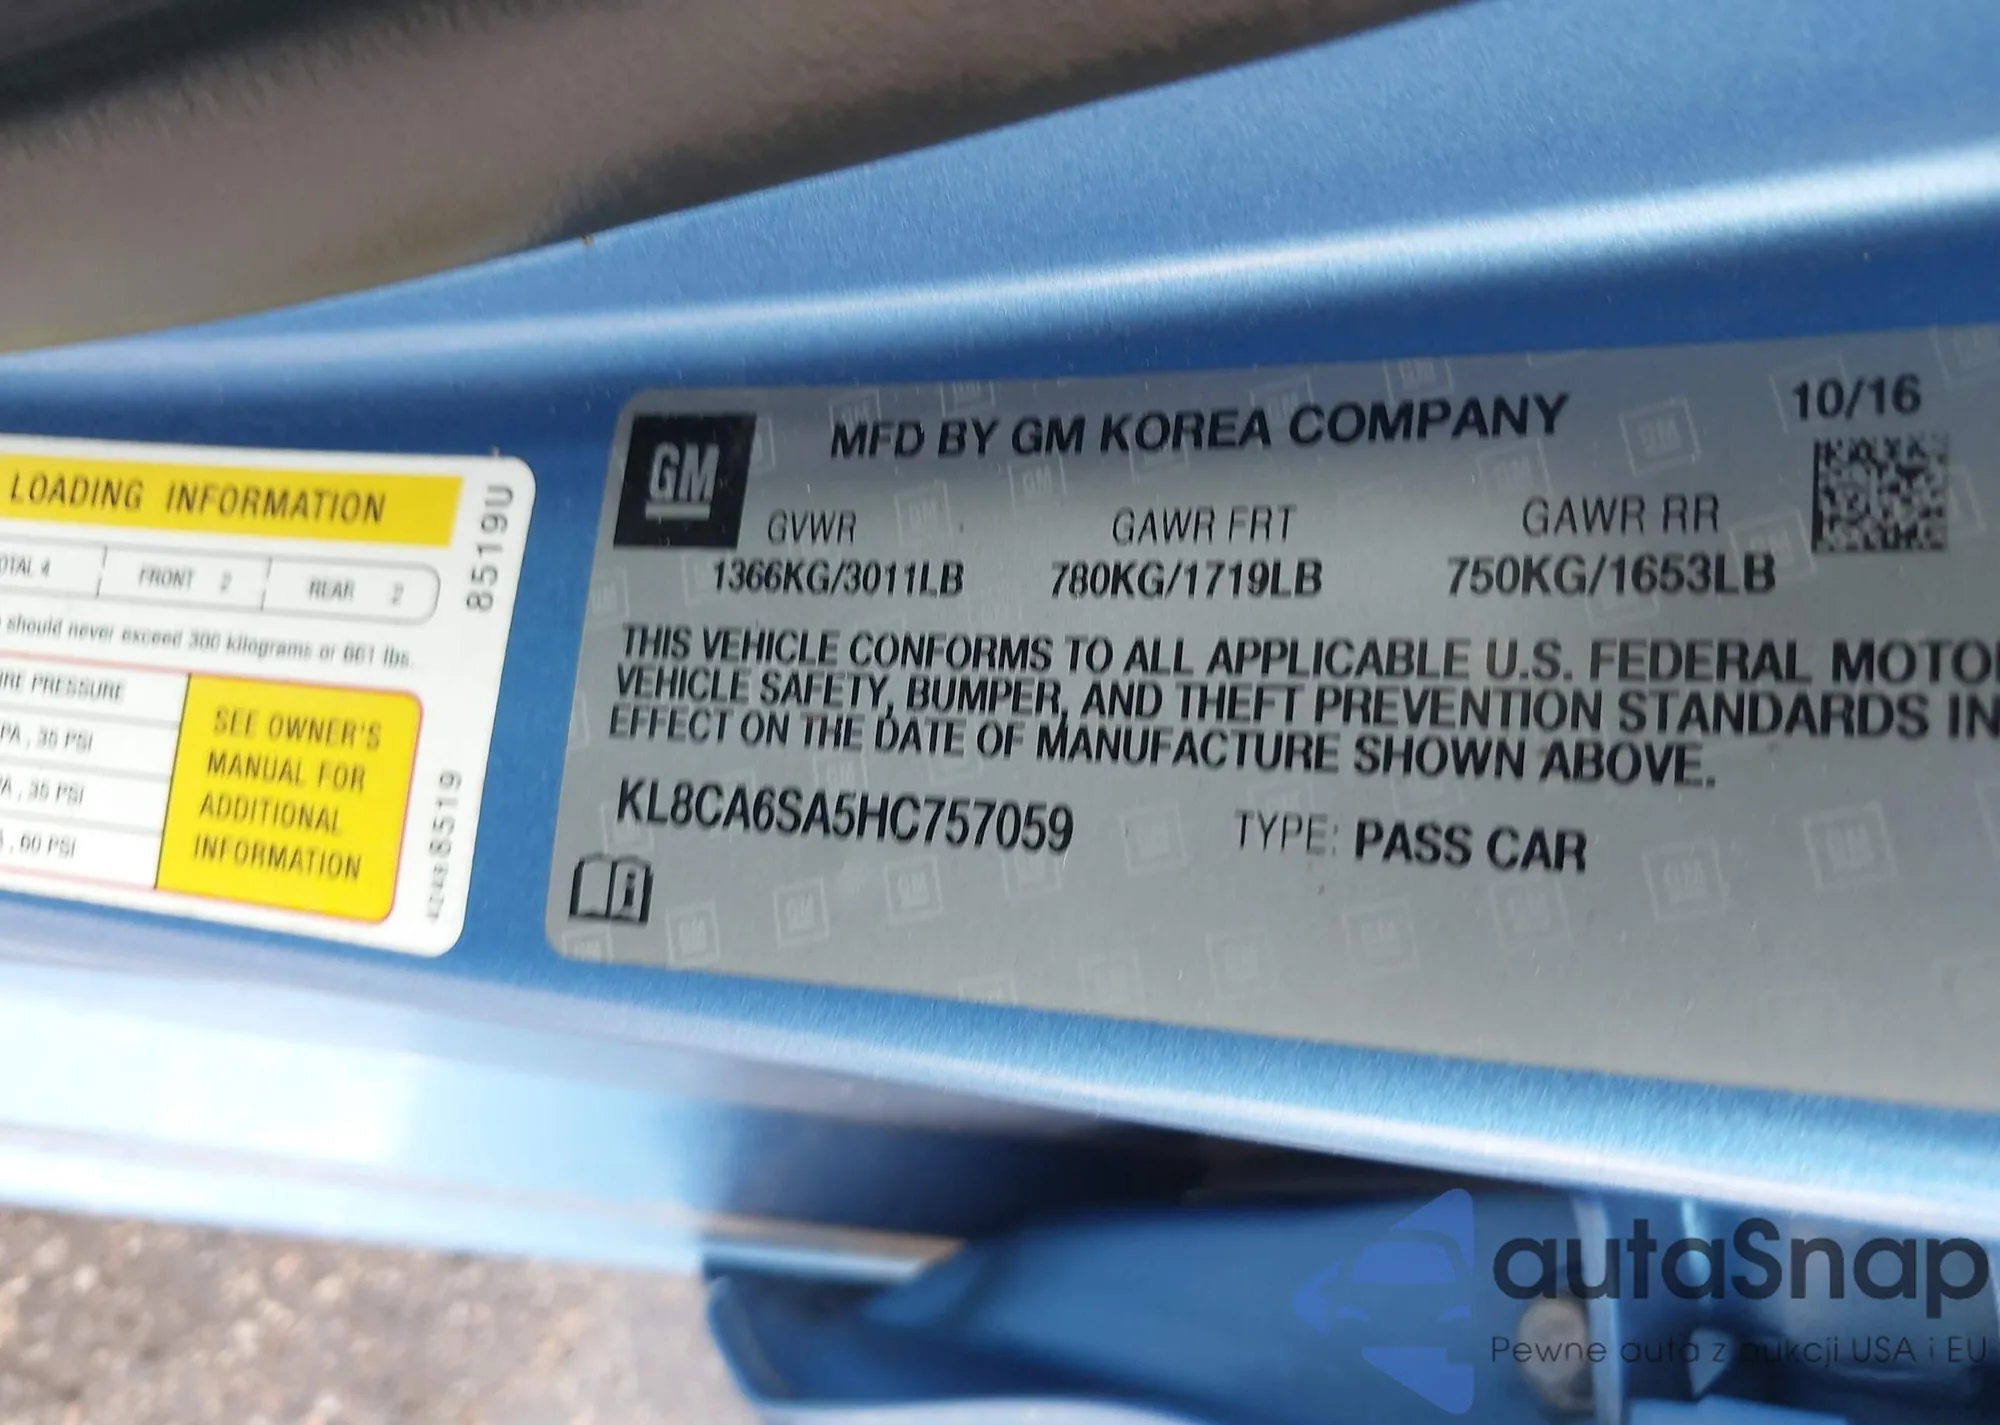 LOADING INFORMATION
OTAL 4 FRONT 2 REAR 2
should never exceed 300 kilograms or 661 lbs.
IRE PRESSURE
PA , 35 PSI
PA , 35 PSI
, 60 PSI
SEE OWNER'S
MANUAL FOR
ADDITIONAL
INFORMATION
8519U
8519
GM
MFD BY GM KOREA COMPANY
10/16
GVWR GAWR FRT GAWR RR
1366KG/3011LB 780KG/1719LB 750KG/1653LB
THIS VEHICLE CONFORMS TO ALL APPLICABLE U.S. FEDERAL MOTO
VEHICLE SAFETY, BUMPER, AND THEFT PREVENTION STANDARDS IN
EFFECT ON THE DATE OF MANUFACTURE SHOWN ABOVE.
KL8CA6SA5HC757059 TYPE: PASS CAR
autaSnap
Pewne auta z aukcji USA i EU